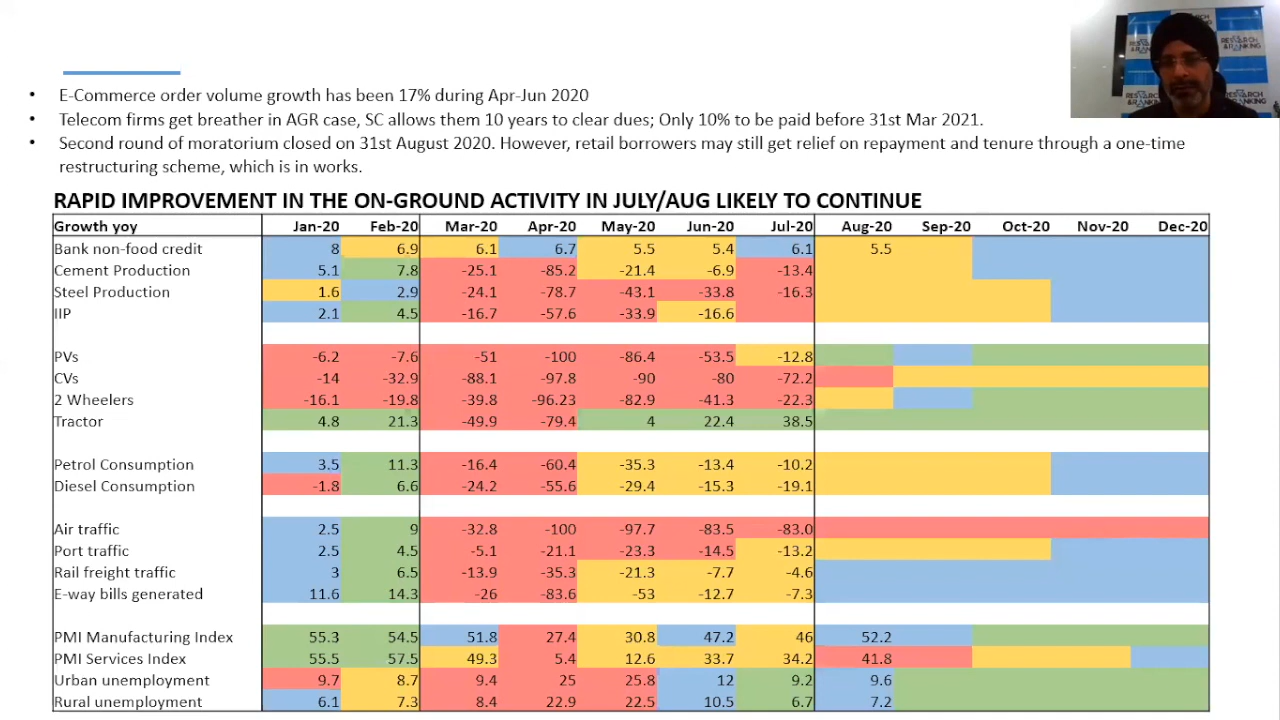 RESEARCH
& RANKING
• E-Commerce order volume growth has been 17% during Apr-Jun 2020
• Telecom firms get breather in AGR case, SC allows them 10 years to clear dues; Only 10% to be paid before 31st Mar 2021.
• Second round of moratorium closed on 31st August 2020. However, retail borrowers may still get relief on repayment and tenure through a one-time
restructuring scheme, which is in works.
RAPID IMPROVEMENT IN THE ON-GROUND ACTIVITY IN JULY/AUG LIKELY TO CONTINUE
Growth yoy Jan-20 Feb-20 Mar-20 Apr-20 May-20 Jun-20 Jul-20 Aug-20 Sep-20 Oct-20 Nov-20 Dec-20
Bank non-food credit 8 6.9 6.1 6.7 5.5 5.4 6.1 5.5
Cement Production 5.1 7.8 -25.1 -85.2 -21.4 -6.9 -13.4
Steel Production 1.6 2.9 -24.1 -78.7 -43.1 -33.8 -16.3
IIP 2.1 4.5 -16.7 -57.6 -33.9 -16.6
PVs -6.2 -7.6 -51 -100 -86.4 -53.5 -12.8
CVs -14 -32.9 -88.1 -97.8 -90 -80 -72.2
2 Wheelers -16.1 -19.8 -39.8 -96.23 -82.9 -41.3 -22.3
Tractor 4.8 21.3 -49.9 -79.4 4 22.4 38.5
Petrol Consumption 3.5 11.3 -16.4 -60.4 -35.3 -13.4 -10.2
Diesel Consumption -1.8 6.6 -24.2 -55.6 -29.4 -15.3 -19.1
Air traffic 2.5 9 -32.8 -100 -97.7 -83.5 -83.0
Port traffic 2.5 4.5 -5.1 -21.1 -23.3 -14.5 -13.2
Rail freight traffic 3 6.5 -13.9 -35.3 -21.3 -7.7 -4.6
E-way bills generated 11.6 14.3 -26 -83.6 -53 -12.7 -7.3
PMI Manufacturing Index 55.3 54.5 51.8 27.4 30.8 47.2 46 52.2
PMI Services Index 55.5 57.5 49.3 5.4 12.6 33.7 34.2 41.8
Urban unemployment 9.7 8.7 9.4 25 25.8 12 9.2 9.6
Rural unemployment 6.1 7.3 8.4 22.9 22.5 10.5 6.7 7.2